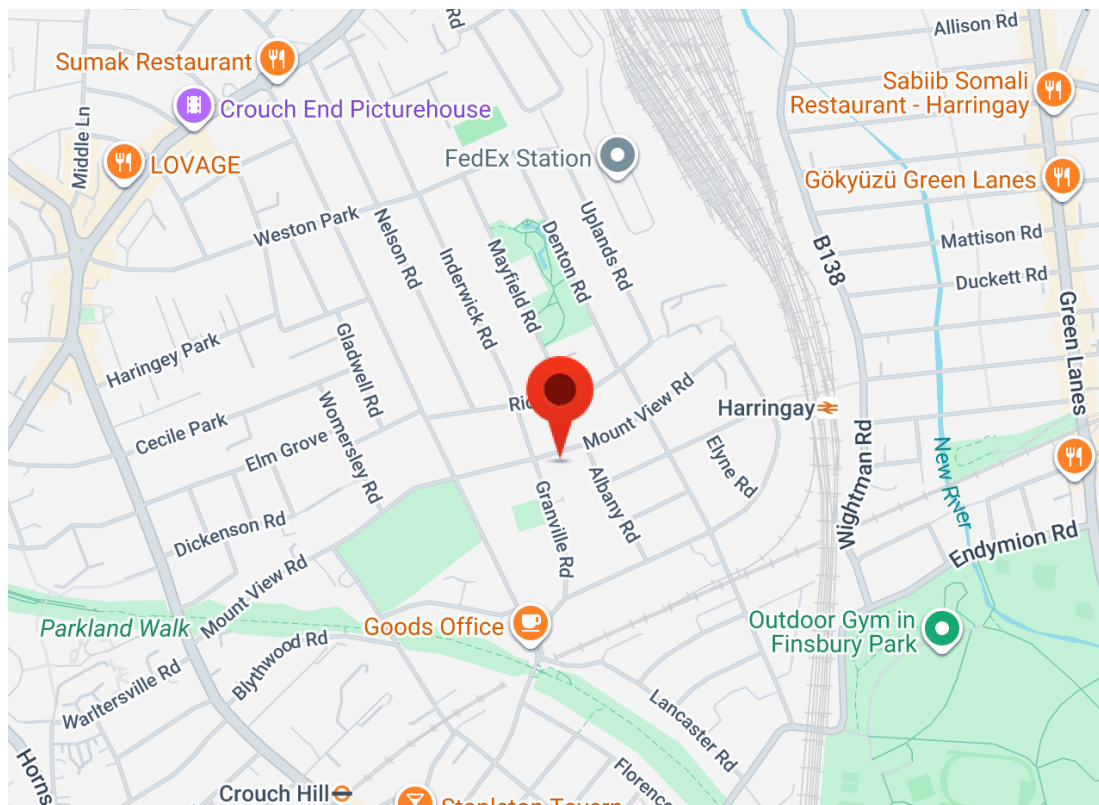 Allison Rd
Sumak Restaurant
Rd
Sabiib Somali
Restaurant - Harringay
Crouch End Picturehouse
Middle Ln
LOVAGE
FedEx Station
Gökyüzü Green Lanes
Weston Park
Nelson Rd
Inderwick Rd
Mayfield Rd
Denton Rd
Uplands Rd
B138
Mattison Rd
Duckett Rd
Green Lanes
Haringey Park
Gladwell Rd
Cecile Park
Womersley Rd
Elm Grove
Mount View Rd
Harringay
Elyne Rd
Wightman Rd
New River
Albany Rd
Granville Rd
Dickenson Rd
Endymion Rd
Mount View Rd
Parkland Walk
Goods Office
Outdoor Gym in
Finsbury Park
Blythwood Rd
Warltersville Rd
Lancaster Rd
Horns
Florence
Crouch Hill